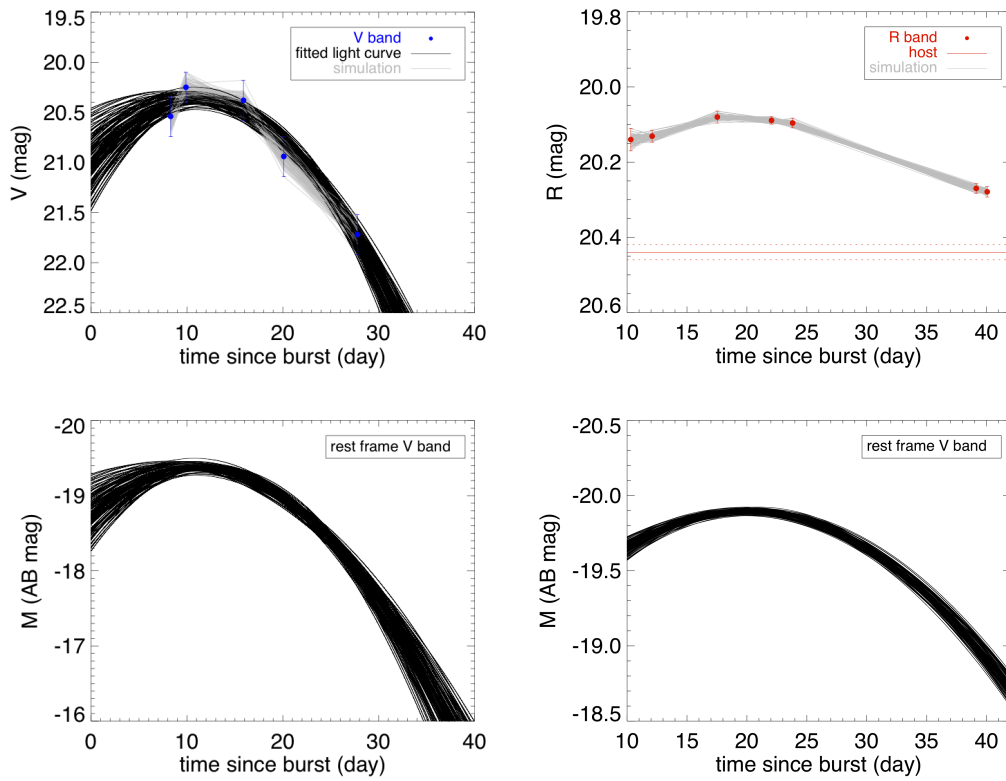 19.5
20.0
20.5
21.0
21.5
22.0
22.5
V (mag)
V band
fitted light curve
simulation
0
10
20
30
40
time since burst (day)
19.8
20.0
20.2
20.4
20.6
R (mag)
R band
host
simulation
10
15
20
25
30
35
40
time since burst (day)
-20
-19
-18
-17
-16
M (AB mag)
rest frame V band
0
10
20
30
40
time since burst (day)
-20.5
-20.0
-19.5
-19.0
-18.5
M (AB mag)
rest frame V band
10
15
20
25
30
35
40
time since burst (day)